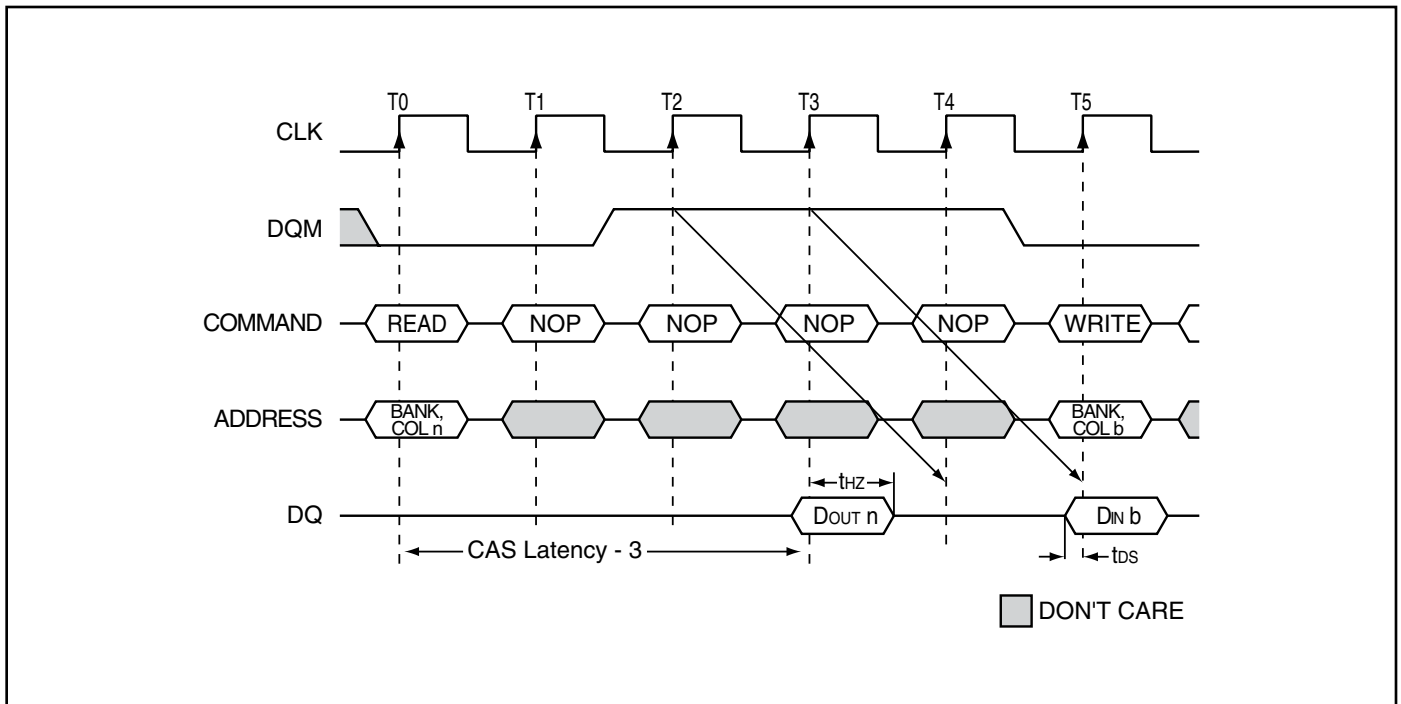 T0 T1 T2 T3 T4 T5
CLK
DQM
COMMAND READ NOP NOP NOP NOP WRITE
ADDRESS BANK, COL n BANK, COL b
tHZ
DQ DOUT n DIN b
CAS Latency - 3 tDS
DON'T CARE